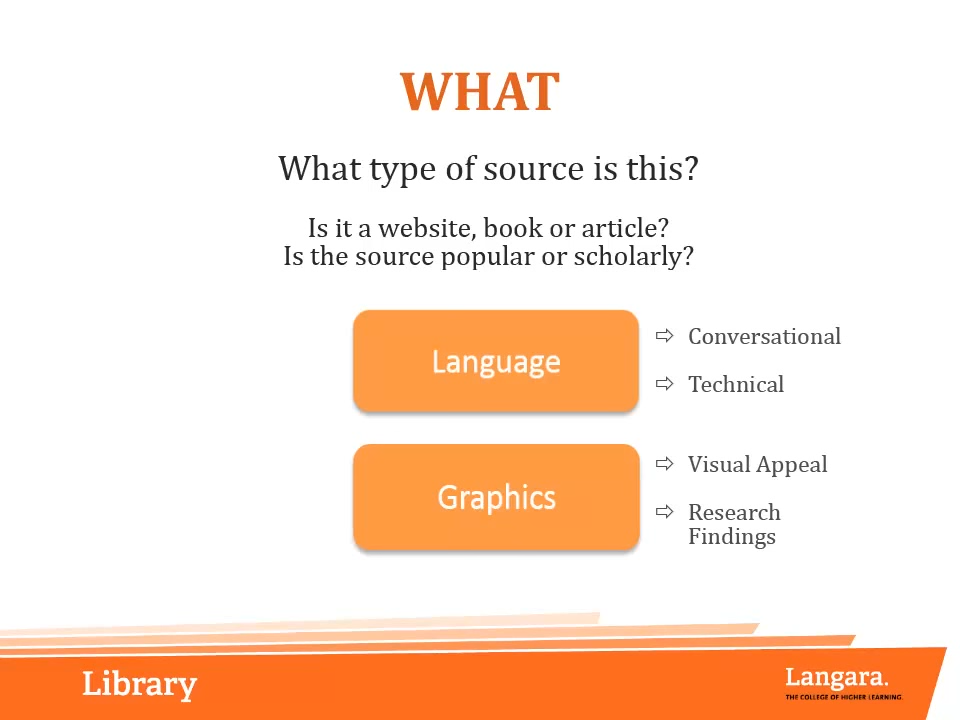 WHAT
What type of source is this?
Is it a website, book or article?
Is the source popular or scholarly?
Language
⇨ Conversational
⇨ Technical
Graphics
⇨ Visual Appeal
⇨ Research
Findings
Library
Langara.
THE COLLEGE OF HIGHER LEARNING.